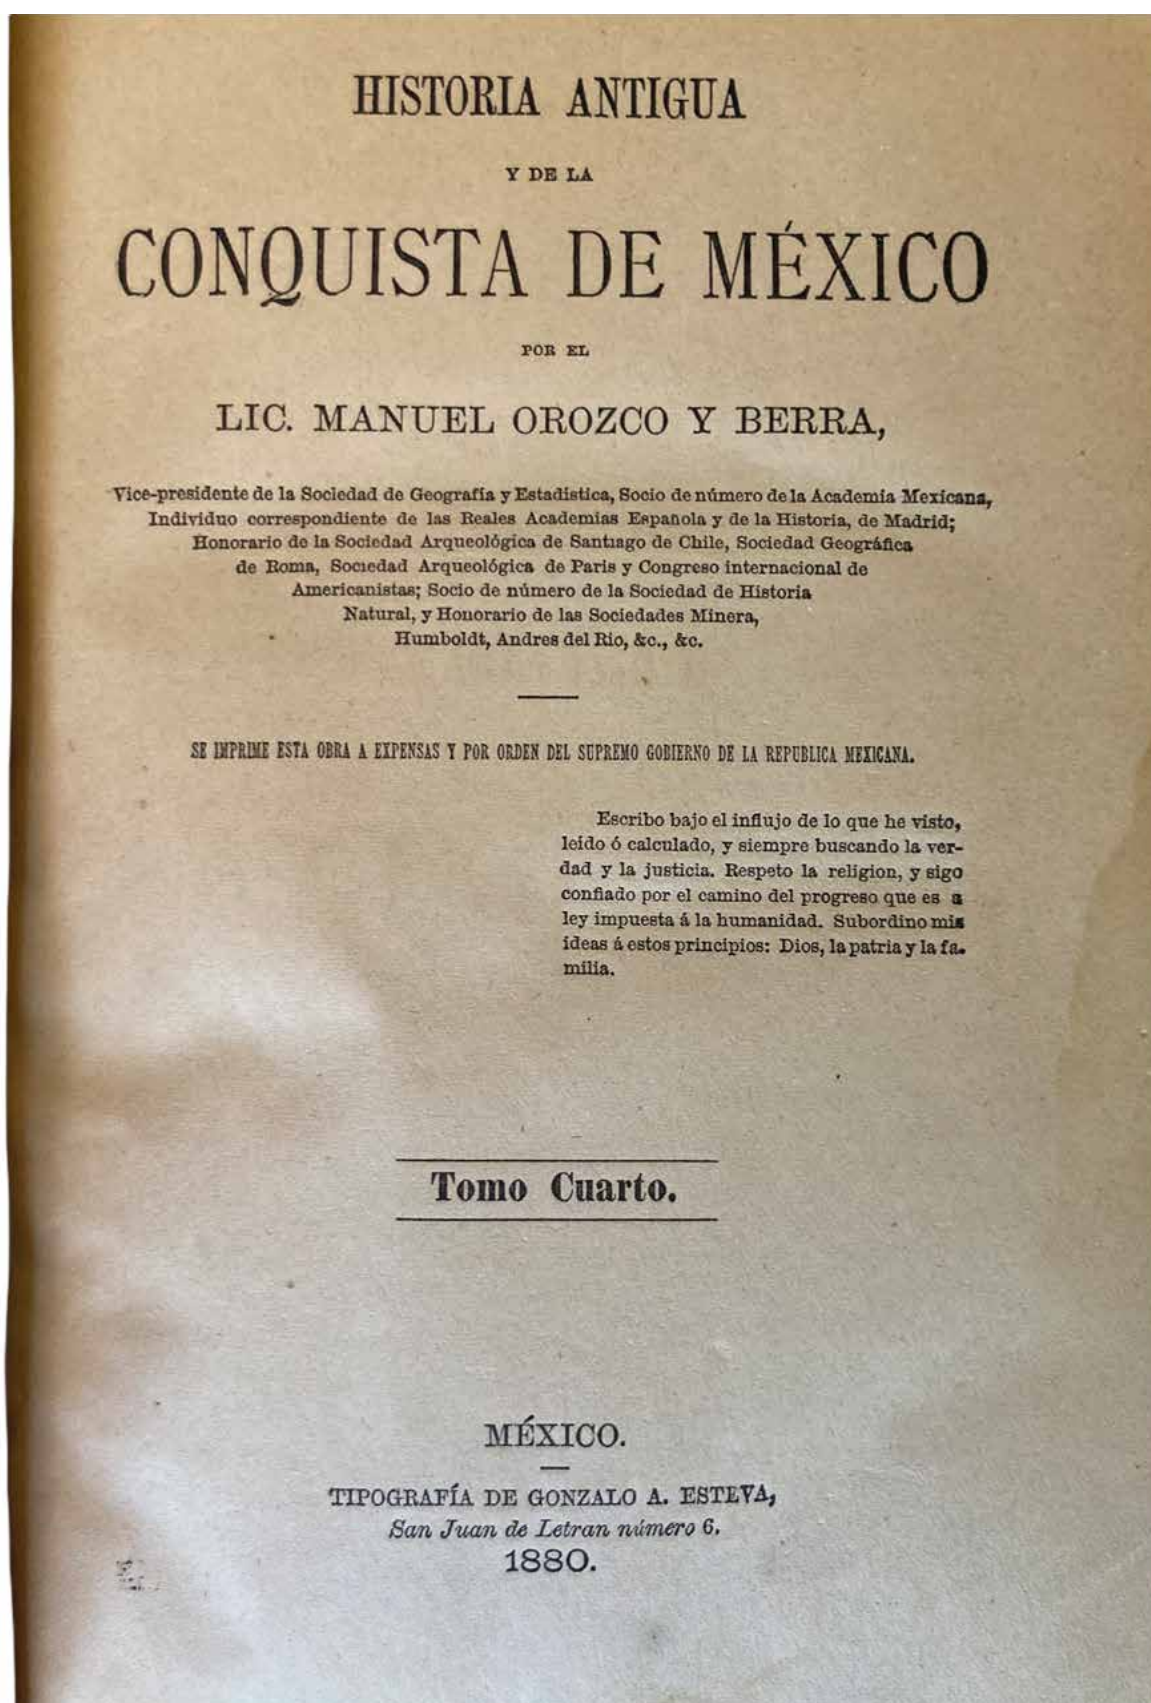 HISTORIA ANTIGUA
Y DE LA
CONQUISTA DE MÉXICO
POR EL
LIC. MANUEL OROZCO Y BERRA,
Vice-presidente de la Sociedad de Geografía y Estadística, Socio de número de la Academia Mexicana,
Individuo correspondiente de las Reales Academias Española y de la Historia, de Madrid;
Honorario de la Sociedad Arqueológica de Santiago de Chile, Sociedad Geográfica
de Roma, Sociedad Arqueológica de Paris y Congreso internacional de
Americanistas; Socio de número de la Sociedad de Historia
Natural, y Honorario de las Sociedades Minera,
Humboldt, Andres del Rio, &c., &c.
SE IMPRIME ESTA OBRA A EXPENSAS Y POR ORDEN DEL SUPREMO GOBIERNO DE LA REPUBLICA MEXICANA.
Escribo bajo el influjo de lo que he visto,
leido ó calculado, y siempre buscando la ver-
dad y la justicia. Respeto la religion, y sigo
confiado por el camino del progreso que es a
ley impuesta á la humanidad. Subordino mis
ideas á estos principios: Dios, la patria y la fa-
milia.
Tomo Cuarto.
MÉXICO.
TIPOGRAFÍA DE GONZALO A. ESTEVA,
San Juan de Letran número 6.
1880.